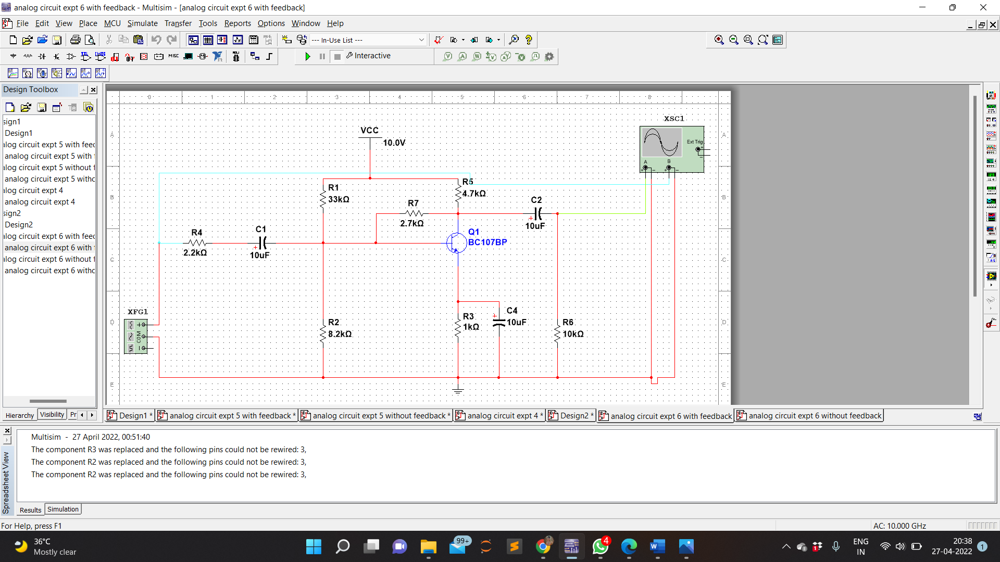 analog circuit expt 6 with feedback - Multisim - [analog circuit expt 6 with feedback]
File Edit View Place MCU Simulate Transfer Tools Reports Options Window Help
--- In-Use List ---
MISC
Interactive
Design Toolbox
sign1
Design1
alog circuit expt 5 with feed
analog circuit expt 5 with
alog circuit expt 5 without f
analog circuit expt 5 witho
alog circuit expt 4
analog circuit expt 4
sign2
Design2
alog circuit expt 6 with feed
analog circuit expt 6 with f
alog circuit expt 6 without f
analog circuit expt 6 witho
Hierarchy Visibility Pr
0 1 2 3 4 5 6 7 8
A A
B B
C C
D D
E E
XSC1
Ext Trig
A B
VCC
10.0V
R1
33kΩ
R5
4.7kΩ
R7
2.7kΩ
C2
10uF
R4
2.2kΩ
C1
10uF
Q1
BC107BP
XFG1
COM
R2
8.2kΩ
R3
1kΩ
C4
10uF
R6
10kΩ
Design1 * analog circuit expt 5 with feedback * analog circuit expt 5 without feedback * analog circuit expt 4 * Design2 * analog circuit expt 6 with feedback analog circuit expt 6 without feedback
Spreadsheet View
Multisim - 27 April 2022, 00:51:40
The component R3 was replaced and the following pins could not be rewired: 3,
The component R2 was replaced and the following pins could not be rewired: 3,
The component R2 was replaced and the following pins could not be rewired: 3,
Results Simulation
For Help, press F1
AC: 10.000 GHz
36°C
Mostly clear
99+
4
1
ENG
IN
20:38
27-04-2022
1